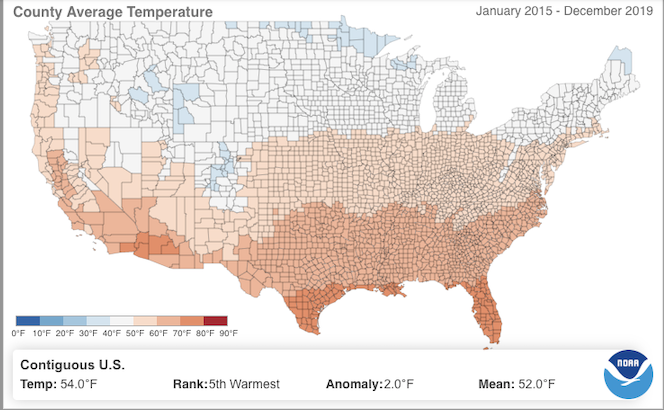 County Average Temperature
January 2015 - December 2019
0°F 10°F 20°F 30°F 40°F 50°F 60°F 70°F 80°F 90°F
Contiguous U.S.
Temp: 54.0°F Rank:5th Warmest Anomaly:2.0°F Mean: 52.0°F
NOAA